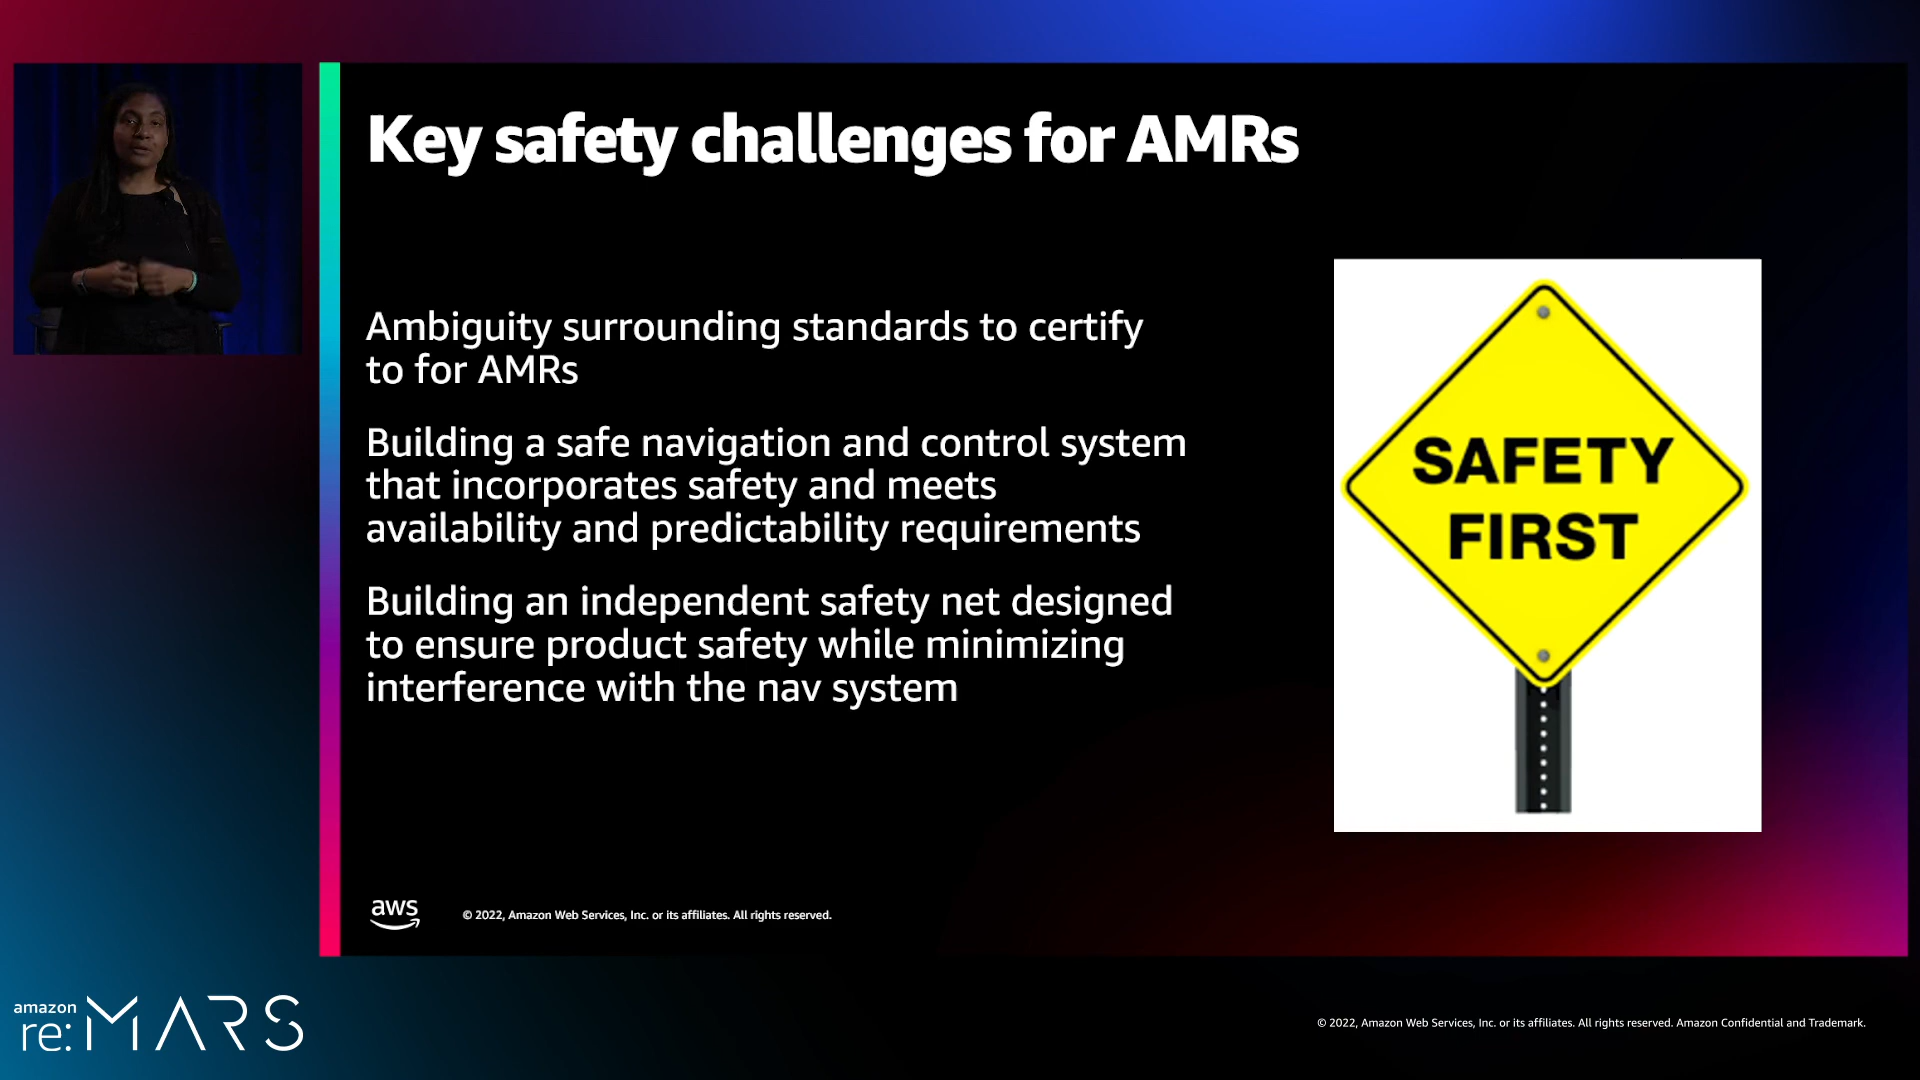 Key safety challenges for AMRs
Ambiguity surrounding standards to certify
to for AMRs
Building a safe navigation and control system
that incorporates safety and meets
availability and predictability requirements
Building an independent safety net designed
to ensure product safety while minimizing
interference with the nav system
SAFETY
FIRST
aws
© 2022, Amazon Web Services, Inc. or its affiliates. All rights reserved.
amazon
re:MARS
© 2022, Amazon Web Services, Inc. or its affiliates. All rights reserved. Amazon Confidential and Trademark.